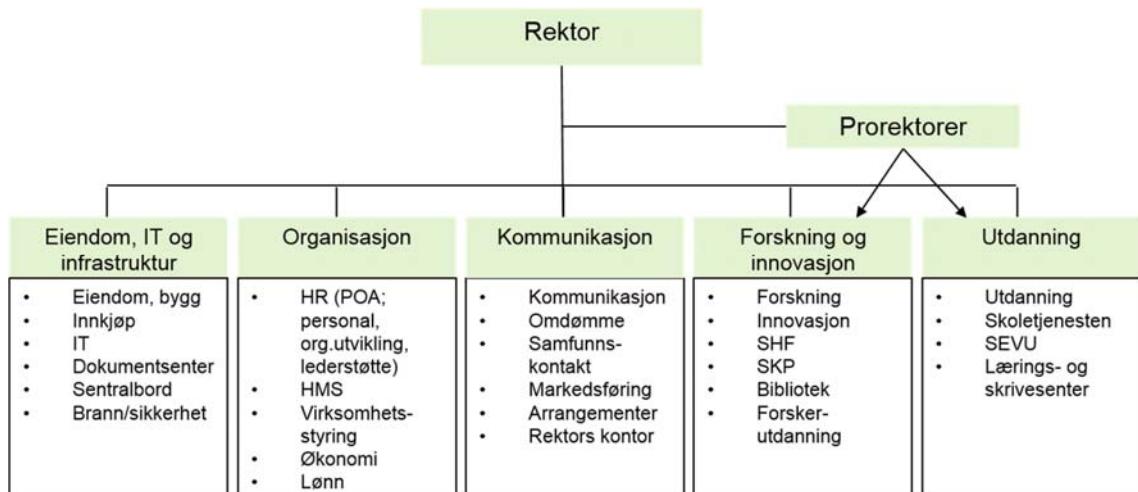 Rektor
Prorektorer
Eiendom, IT og
infrastruktur
• Eiendom, bygg
• Innkjøp
• IT
• Dokumentsenter
• Sentralbord
• Brann/sikkerhet
Organisasjon
• HR (POA;
personal,
org.utvikling,
lederstøtte)
• HMS
• Virksomhets-
styring
• Økonomi
• Lønn
Kommunikasjon
• Kommunikasjon
• Omdømme
• Samfunns-
kontakt
• Markedsføring
• Arrangementer
• Rektors kontor
Forskning og
innovasjon
• Forskning
• Innovasjon
• SHF
• SKP
• Bibliotek
• Forsker-
utdanning
Utdanning
• Utdanning
• Skoletjenesten
• SEVU
• Lærings- og
skrivesenter